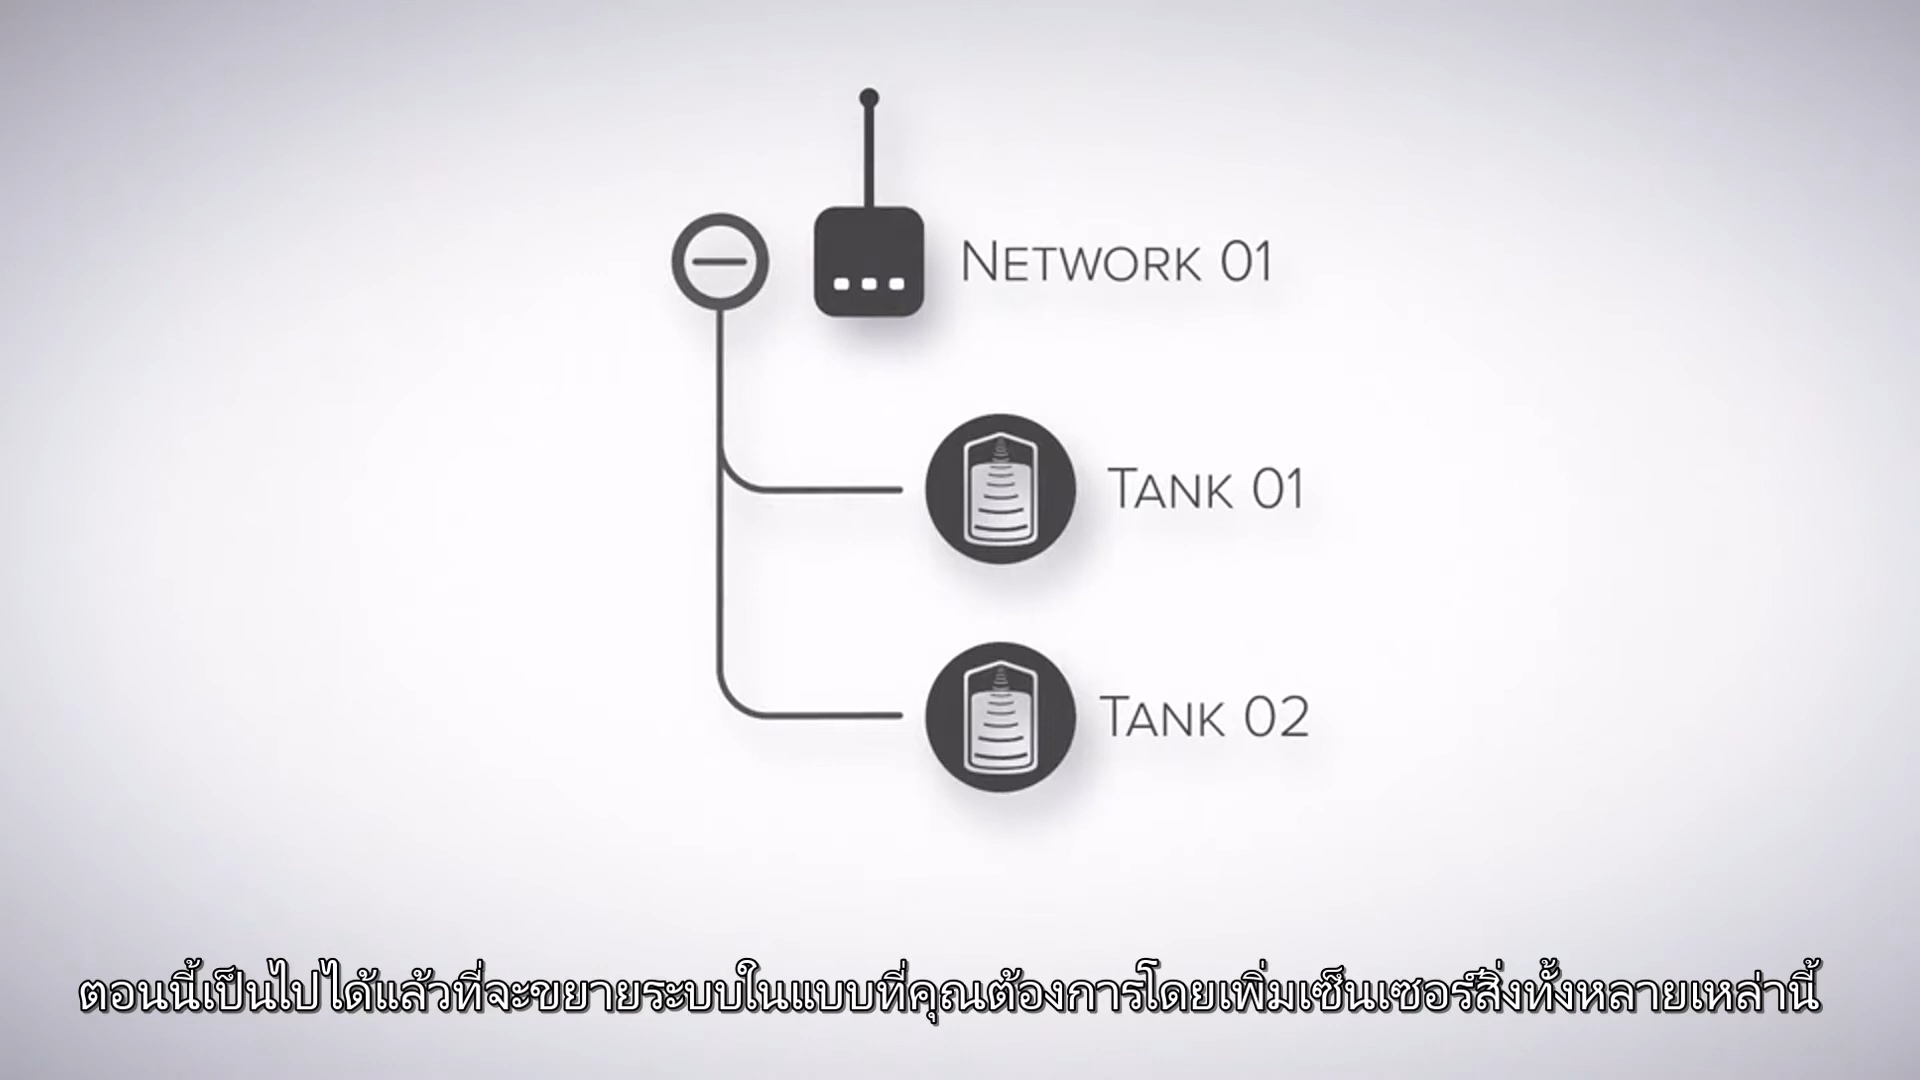 NETWORK 01
TANK 01
TANK 02
ตอนนี้เป็นไปได้แล้วที่จะขยายระบบในแบบที่คุณต้องการโดยเพิ่มเซ็นเซอร์สิ่งทั้งหลายเหล่านี้